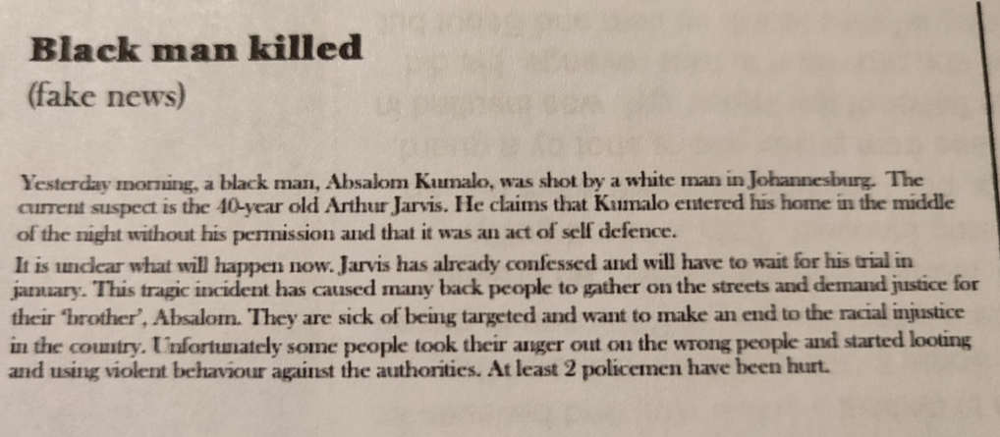 Black man killed
(fake news)
Yesterday morning, a black man, Absalom Kumalo, was shot by a white man in Johannesburg. The
current suspect is the 40-year old Arthur Jarvis. He claims that Kumalo entered his home in the middle
of the night without his permission and that it was an act of self defence.
It is unclear what will happen now. Jarvis has already confessed and will have to wait for his trial in
january. This tragic incident has caused many back people to gather on the streets and demand justice for
their ‘brother’, Absalom. They are sick of being targeted and want to make an end to the racial injustice
in the country. Unfortunately some people took their anger out on the wrong people and started looting
and using violent behaviour against the authorities. At least 2 policemen have been hurt.